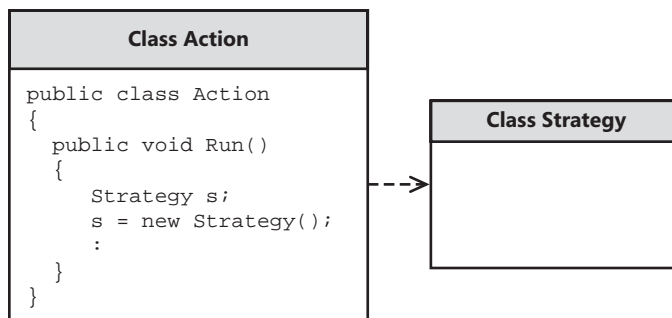 Class Action
public class Action
{
  public void Run()
  {
     Strategy s;
     s = new Strategy();
     :
  }
}
Class Strategy